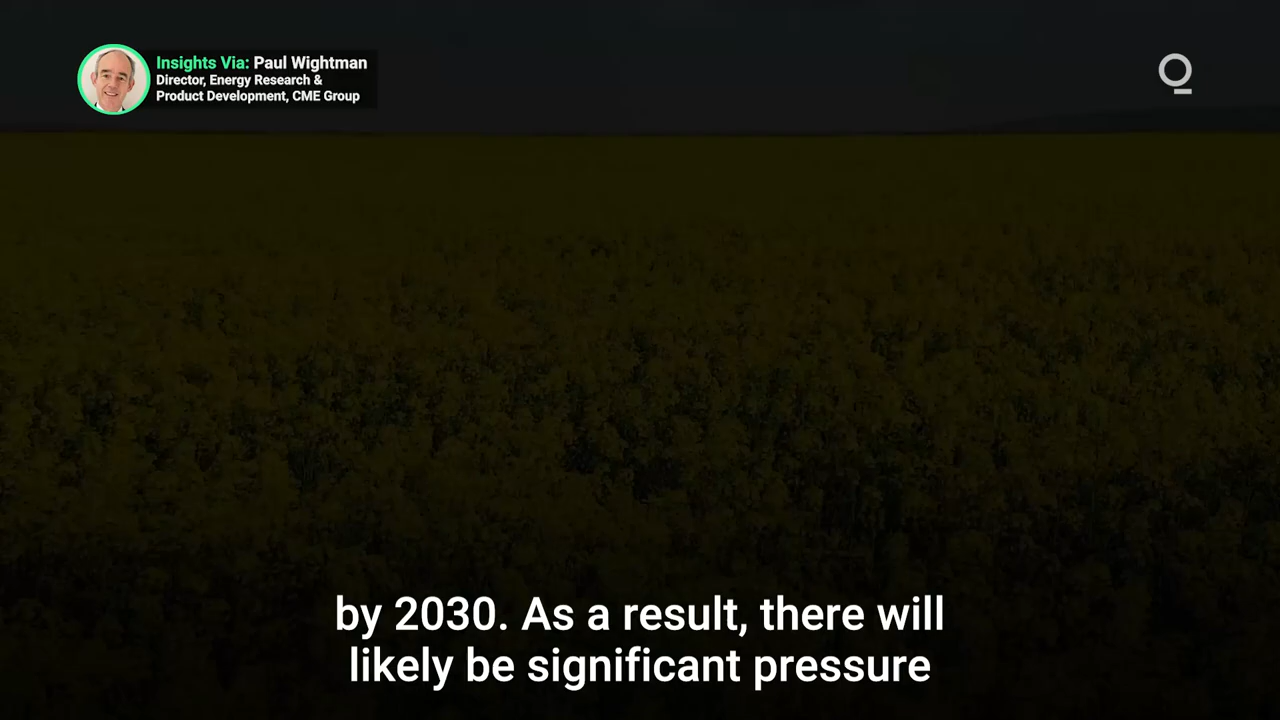 Insights Via: Paul Wightman
Director, Energy Research &
Product Development, CME Group
by 2030. As a result, there will
likely be significant pressure